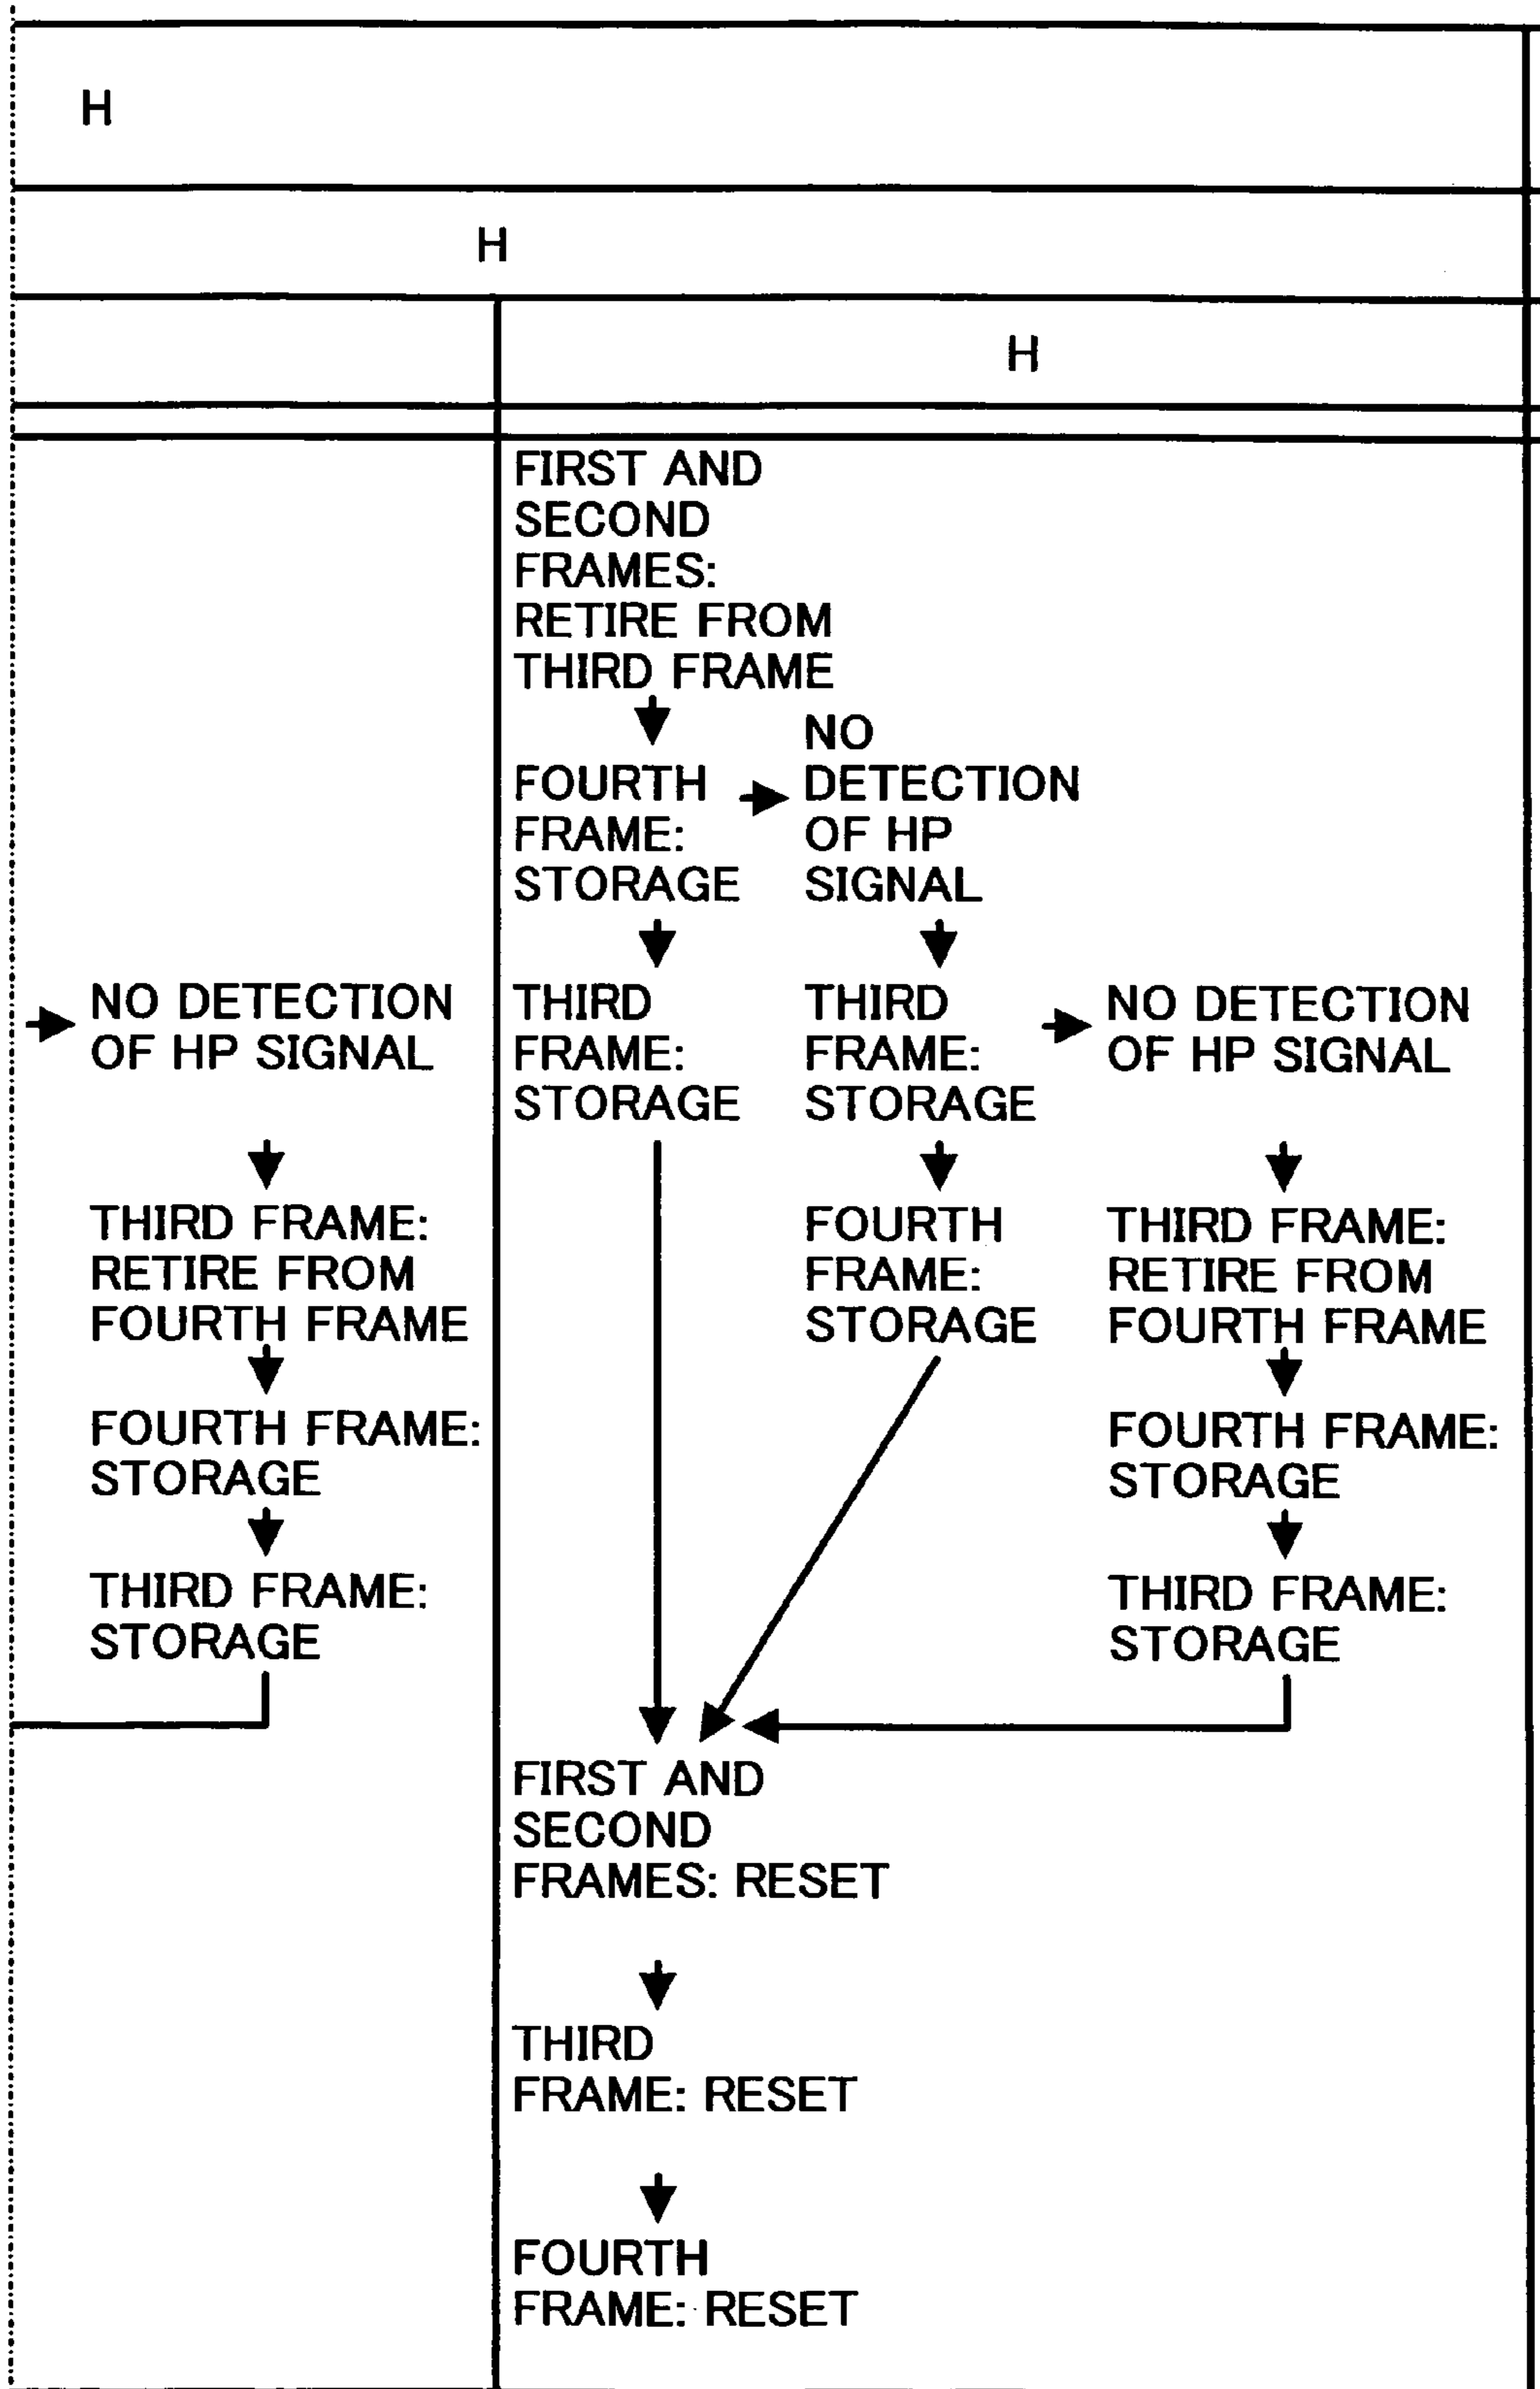 H
H
H
NO DETECTION
OF HP SIGNAL
THIRD FRAME:
RETIRE FROM
FOURTH FRAME
FOURTH FRAME:
STORAGE
THIRD FRAME:
STORAGE
FIRST AND
SECOND
FRAMES:
RETIRE FROM
THIRD FRAME
FOURTH
FRAME:
STORAGE
THIRD
FRAME:
STORAGE
NO
DETECTION
OF HP
SIGNAL
THIRD
FRAME:
STORAGE
FOURTH
FRAME:
STORAGE
NO DETECTION
OF HP SIGNAL
THIRD FRAME:
RETIRE FROM
FOURTH FRAME
FOURTH FRAME:
STORAGE
THIRD FRAME:
STORAGE
FIRST AND
SECOND
FRAMES: RESET
THIRD
FRAME: RESET
FOURTH
FRAME: RESET